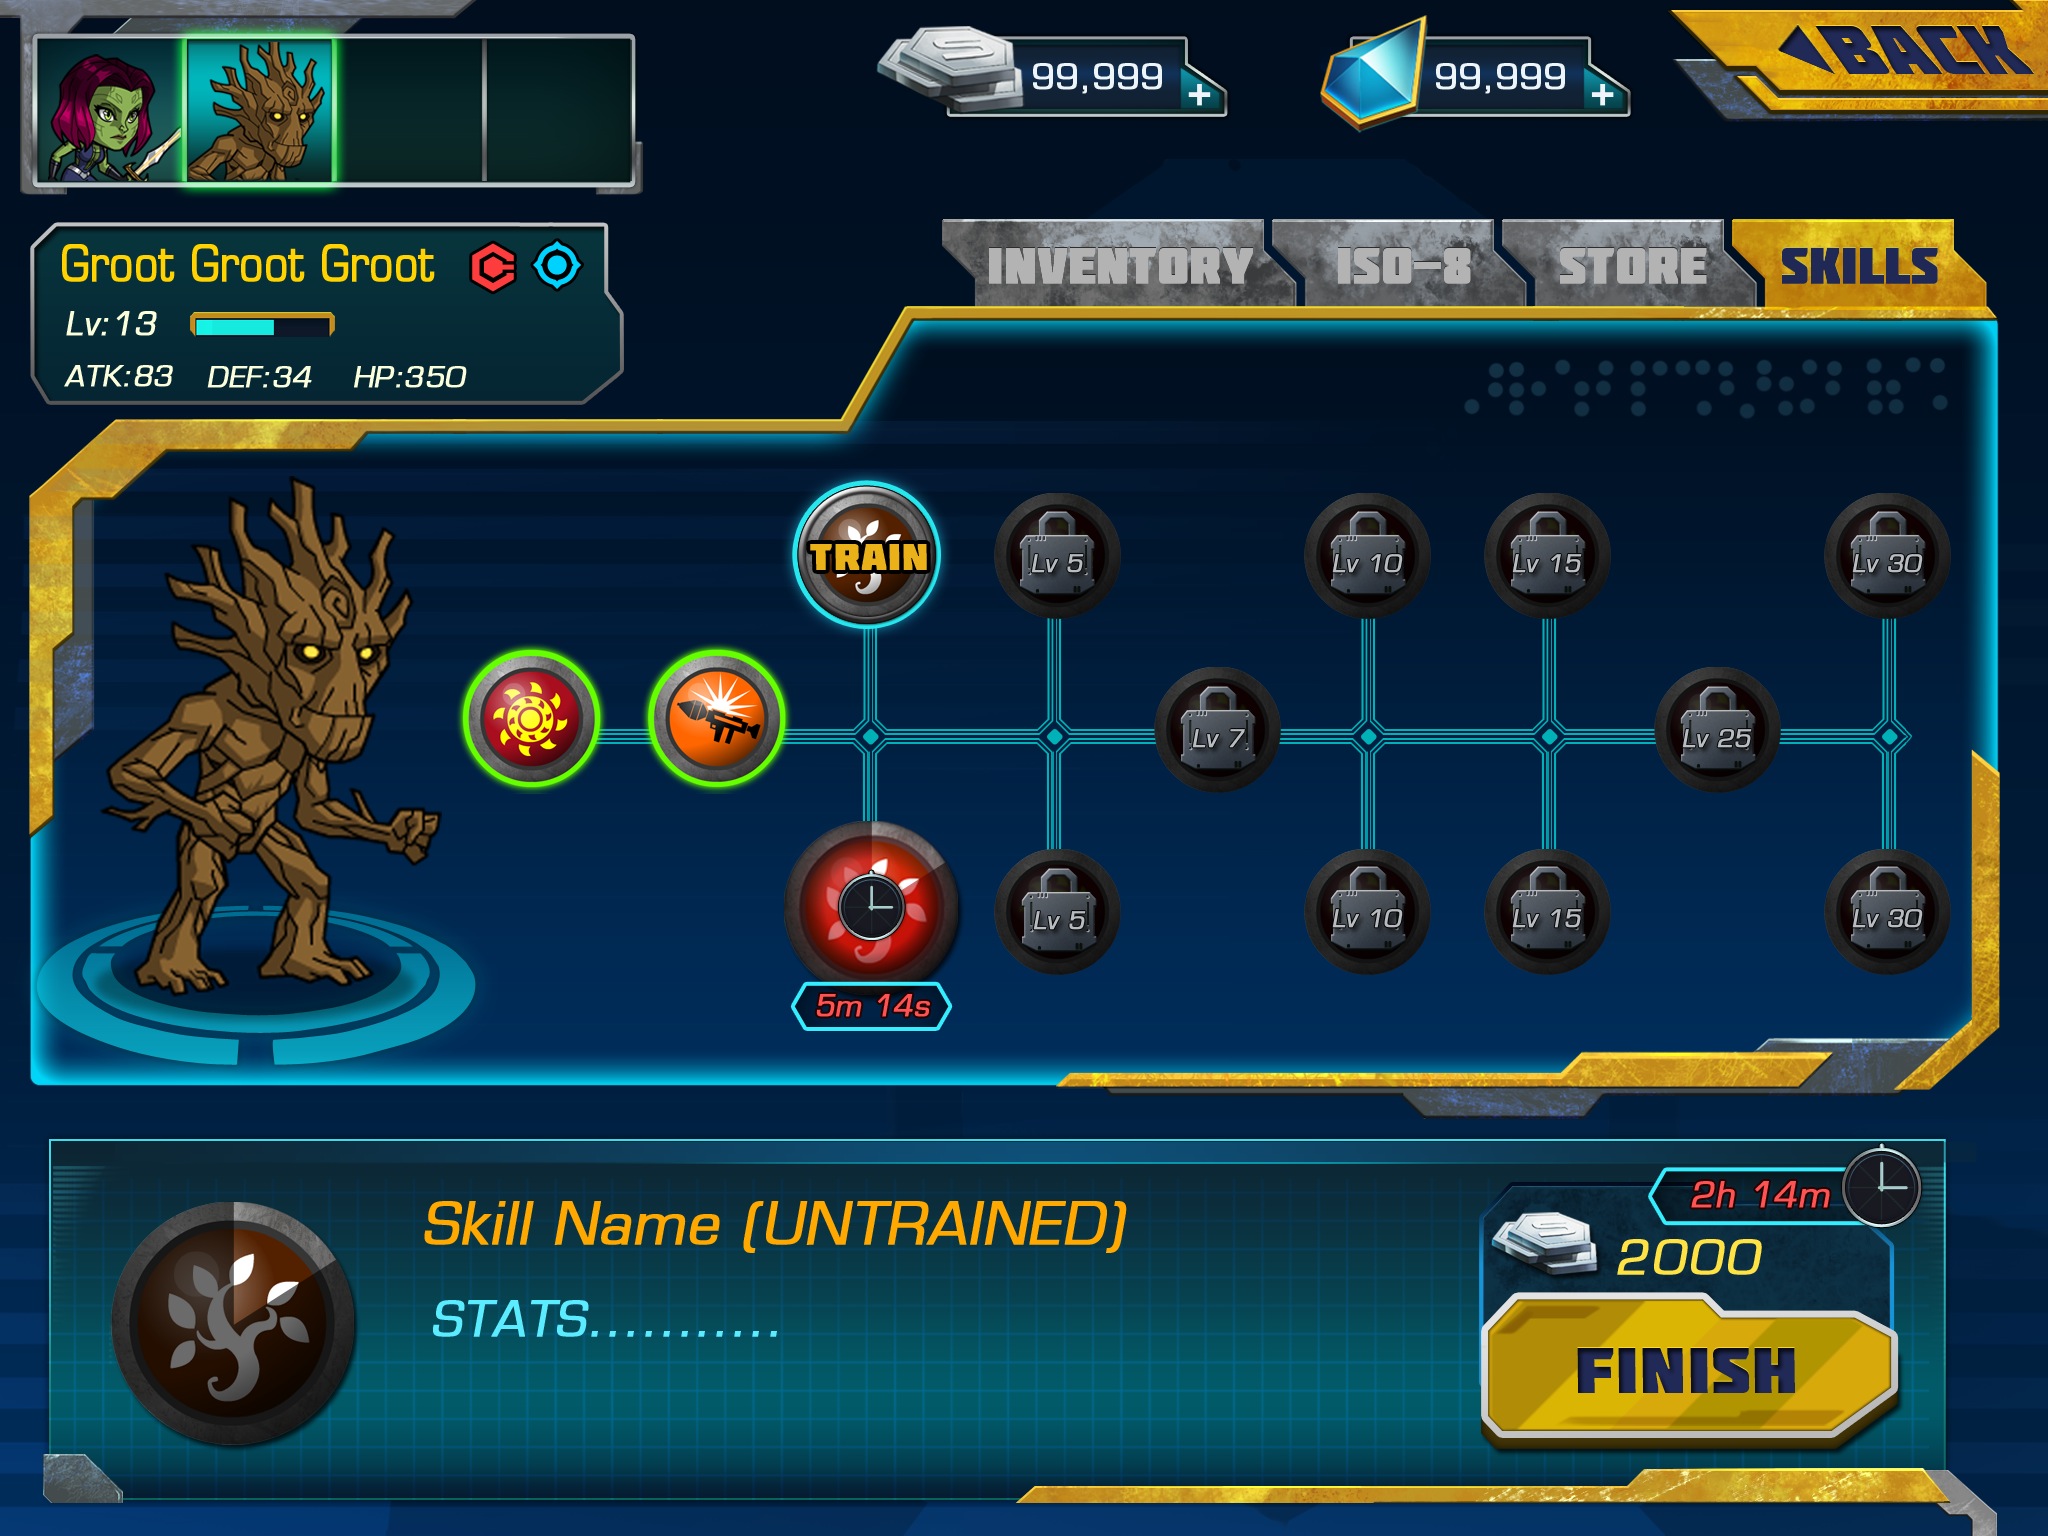 99,999
99,999
BACK
Groot Groot Groot
Lv:13
ATK:83 DEF:34 HP:350
INVENTORY
ISO-8
STORE
SKILLS
TRAIN
Lv 5
Lv 10
Lv 15
Lv 30
Lv 7
Lv 25
Lv 5
Lv 10
Lv 15
Lv 30
5m 14s
Skill Name (UNTRAINED)
STATS...........
2h 14m
2000
FINISH